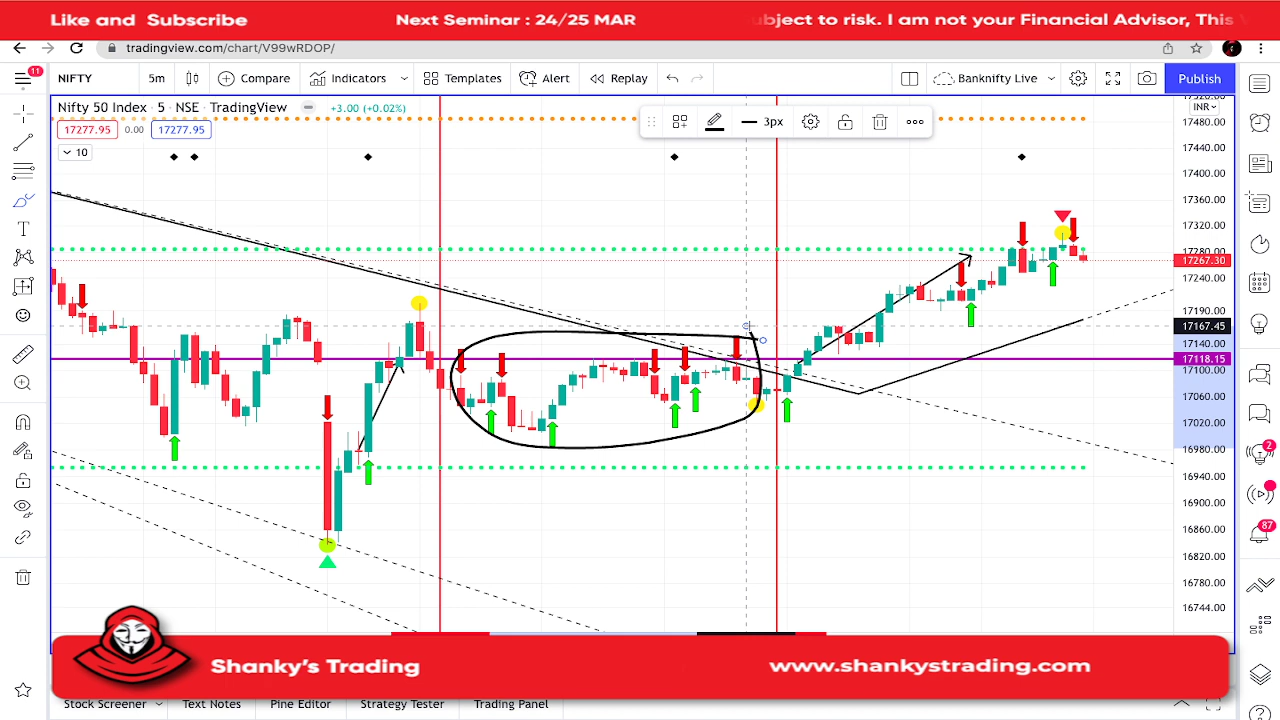 Like and Subscribe
Next Seminar : 24/25 MAR
ubject to risk. I am not your Financial Advisor, This
tradingview.com/chart/V99wRDOP/
11
NIFTY
5m
Compare
Indicators
Templates
Alert
Replay
Banknifty Live
Publish
Nifty 50 Index · 5 · NSE · TradingView
+3.00 (+0.02%)
INR
17277.95
0.00
17277.95
10
3px
17480.00
17440.00
17400.00
17360.00
17320.00
17280.00
17267.30
17240.00
17190.00
17167.45
17140.00
17118.15
17100.00
17060.00
17020.00
16980.00
16940.00
16900.00
16860.00
16820.00
16780.00
16744.00
T
2
87
Shanky's Trading
www.shankystrading.com
Stock Screener
Text Notes
Pine Editor
Strategy Tester
Trading Panel